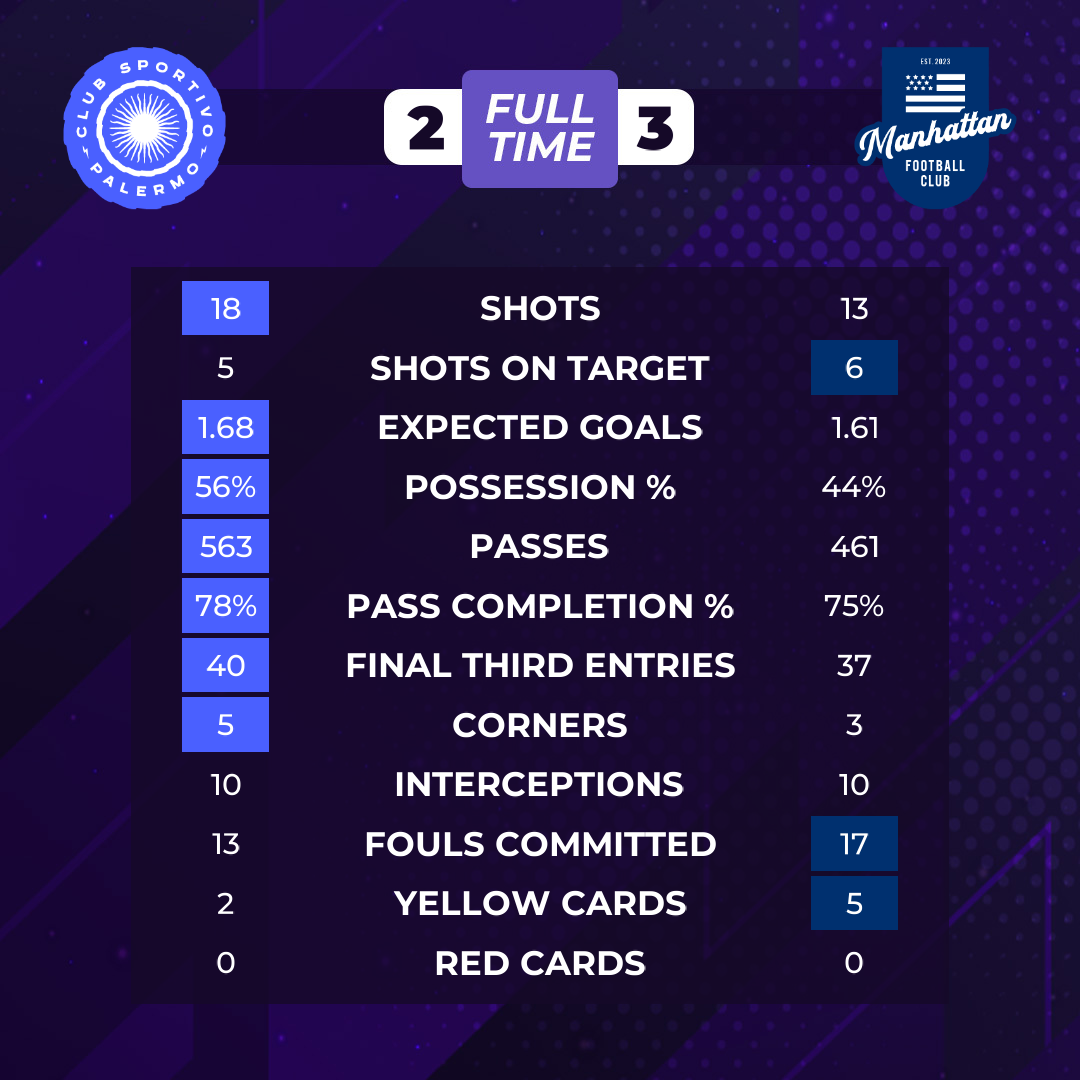 CLUB SPORTIVO
PALERMO
2
FULL
TIME
3
EST. 2023
Manhattan
FOOTBALL
CLUB
18 SHOTS 13
5 SHOTS ON TARGET 6
1.68 EXPECTED GOALS 1.61
56% POSSESSION % 44%
563 PASSES 461
78% PASS COMPLETION % 75%
40 FINAL THIRD ENTRIES 37
5 CORNERS 3
10 INTERCEPTIONS 10
13 FOULS COMMITTED 17
2 YELLOW CARDS 5
0 RED CARDS 0